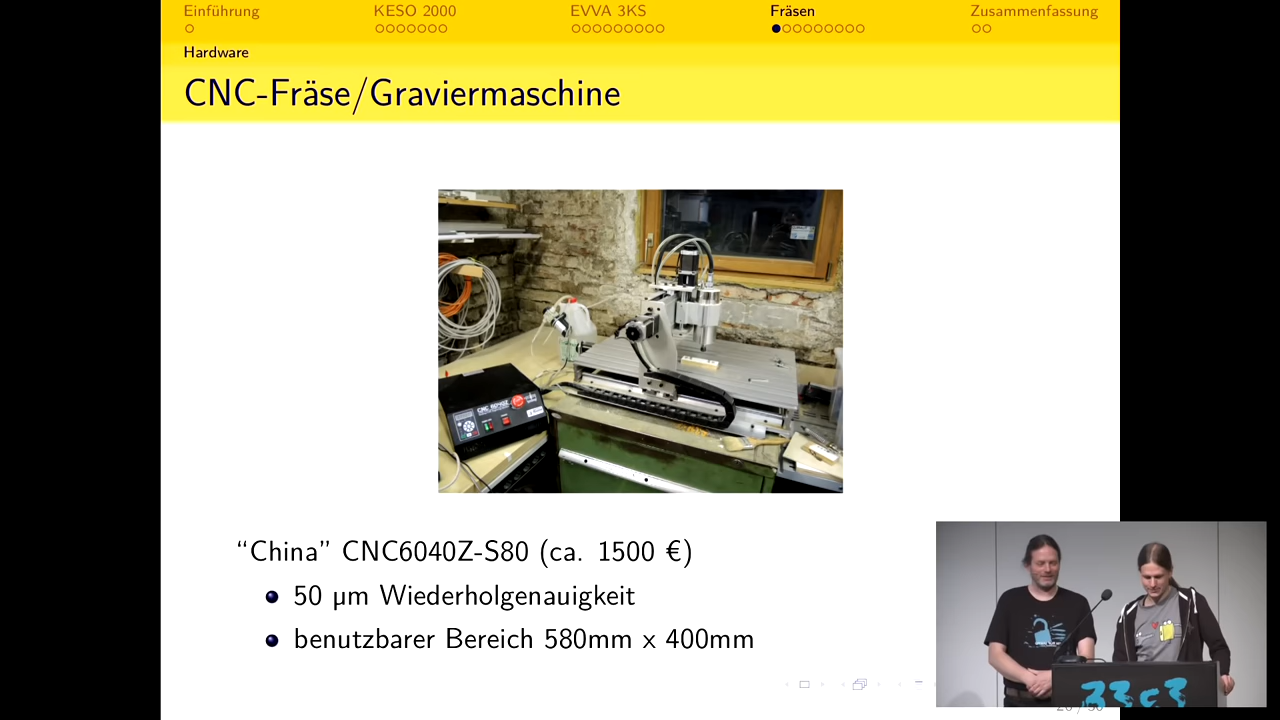 Einführung
KESO 2000
EVVA 3KS
Fräsen
Zusammenfassung
Hardware
CNC-Fräse/Graviermaschine
“China” CNC6040Z-S80 (ca. 1500 €)
50 µm Wiederholgenauigkeit
benutzbarer Bereich 580mm x 400mm
33c3